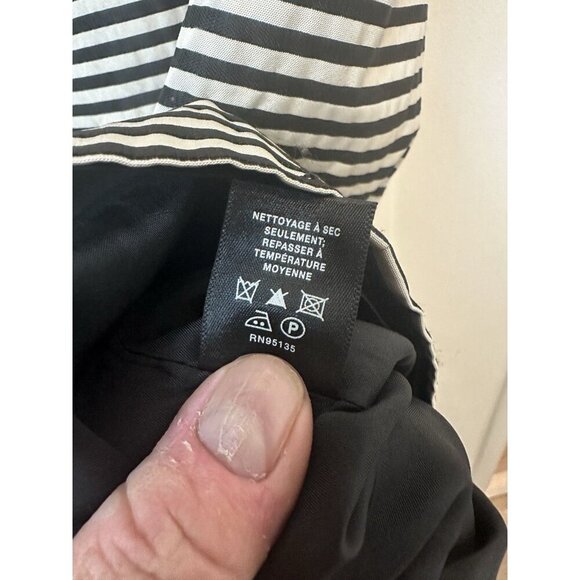 NETTOYAGE À SEC
SEULEMENT;
REPASSER À
TEMPÉRATURE
MOYENNE
P
RN95135